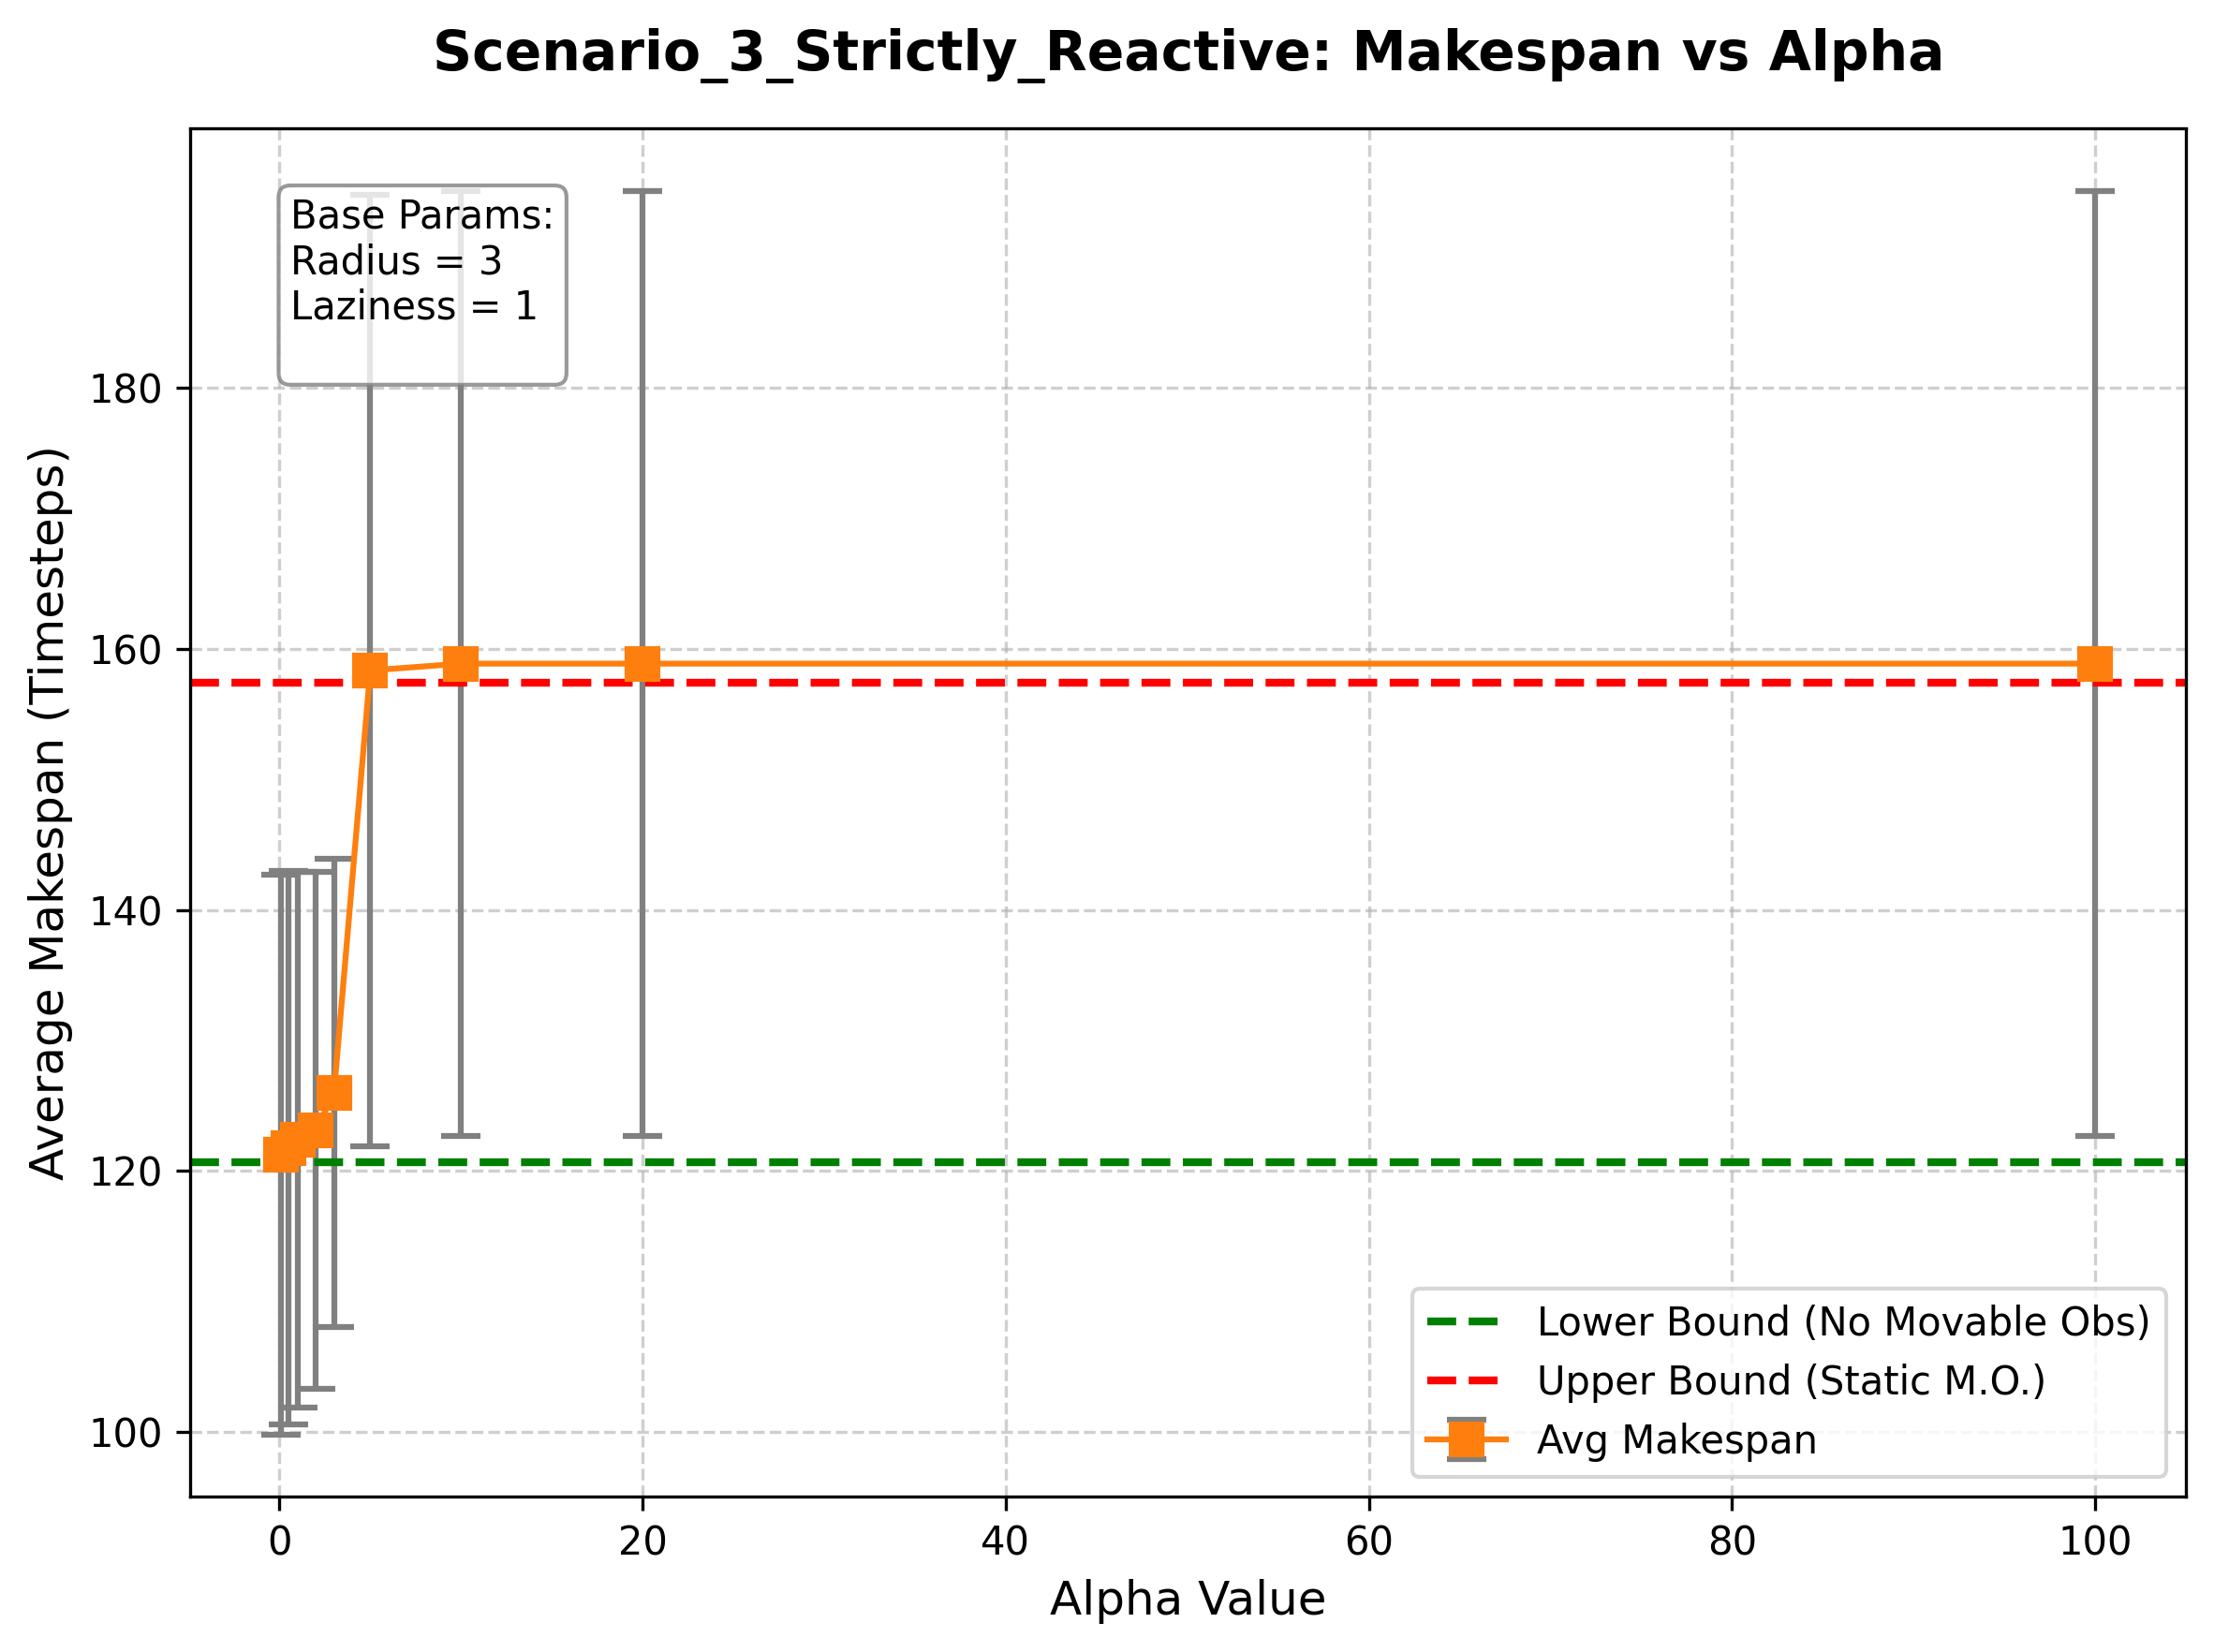 Scenario_3_Strictly_Reactive: Makespan vs Alpha
Base Params:
Radius = 3
Laziness = 1
Average Makespan (Timesteps)
180
160
140
120
100
0
20
40
60
80
100
Alpha Value
Lower Bound (No Movable Obs)
Upper Bound (Static M.O.)
Avg Makespan